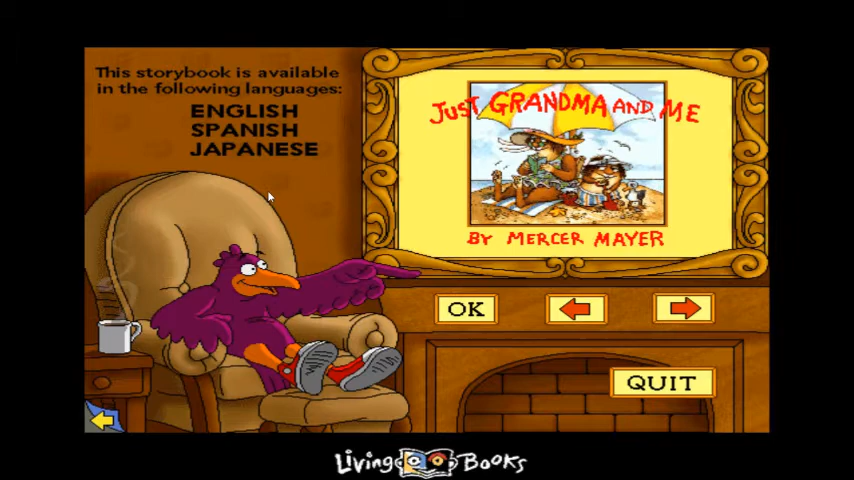 This storybook is available
in the following languages:
ENGLISH
SPANISH
JAPANESE
JUST GRANDMA AND ME
BY MERCER MAYER
OK
QUIT
Living Books